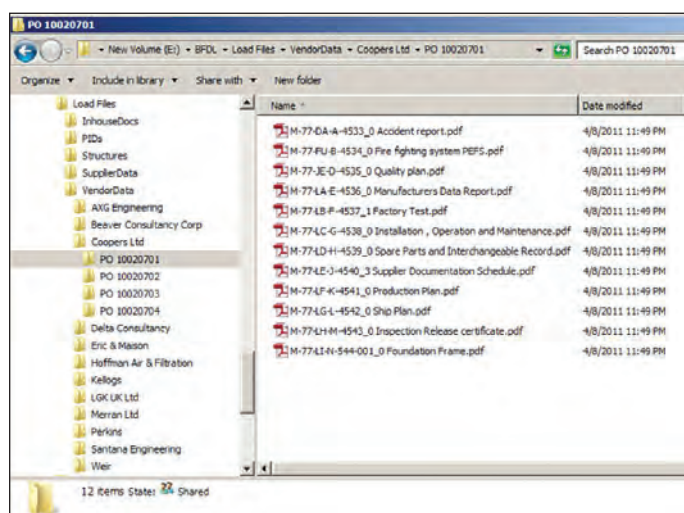 PO 10020701
New Volume (E:) BFDL Load Files VendorData Coopers Ltd PO 10020701 Search PO 10020701
Organize Include in library Share with New folder
Load Files
InhouseDocs
PIDs
Structures
SupplierData
VendorData
AXG Engineering
Beaver Consultancy Corp
Coopers Ltd
PO 10020701
PO 10020702
PO 10020703
PO 10020704
Delta Consultancy
Eric & Maison
Hoffman Air & Filtration
Kellogs
LGK UK Ltd
Merran Ltd
Perkins
Santana Engineering
Weir
Name Date modified
M-77-DA-A-4533_0 Accident report.pdf 4/8/2011 11:49 PM
M-77-FU-B-4534_0 Fire fighting system PEFS.pdf 4/8/2011 11:49 PM
M-77-JE-D-4535_0 Quality plan.pdf 4/8/2011 11:49 PM
M-77-LA-E-4536_0 Manufacturers Data Report.pdf 4/8/2011 11:49 PM
M-77-LB-F-4537_1 Factory Test.pdf 4/8/2011 11:49 PM
M-77-LC-G-4538_0 Installation , Operation and Maintenance.pdf 4/8/2011 11:49 PM
M-77-LD-H-4539_0 Spare Parts and Interchangeable Record.pdf 4/8/2011 11:49 PM
M-77-LE-J-4540_3 Supplier Documentation Schedule.pdf 4/8/2011 11:49 PM
M-77-LF-K-4541_0 Production Plan.pdf 4/8/2011 11:49 PM
M-77-LG-L-4542_0 Ship Plan.pdf 4/8/2011 11:49 PM
M-77-LH-M-4543_0 Inspection Release certificate.pdf 4/8/2011 11:49 PM
M-77-LI-N-544-001_0 Foundation Frame.pdf 4/8/2011 11:49 PM
12 items State: Shared